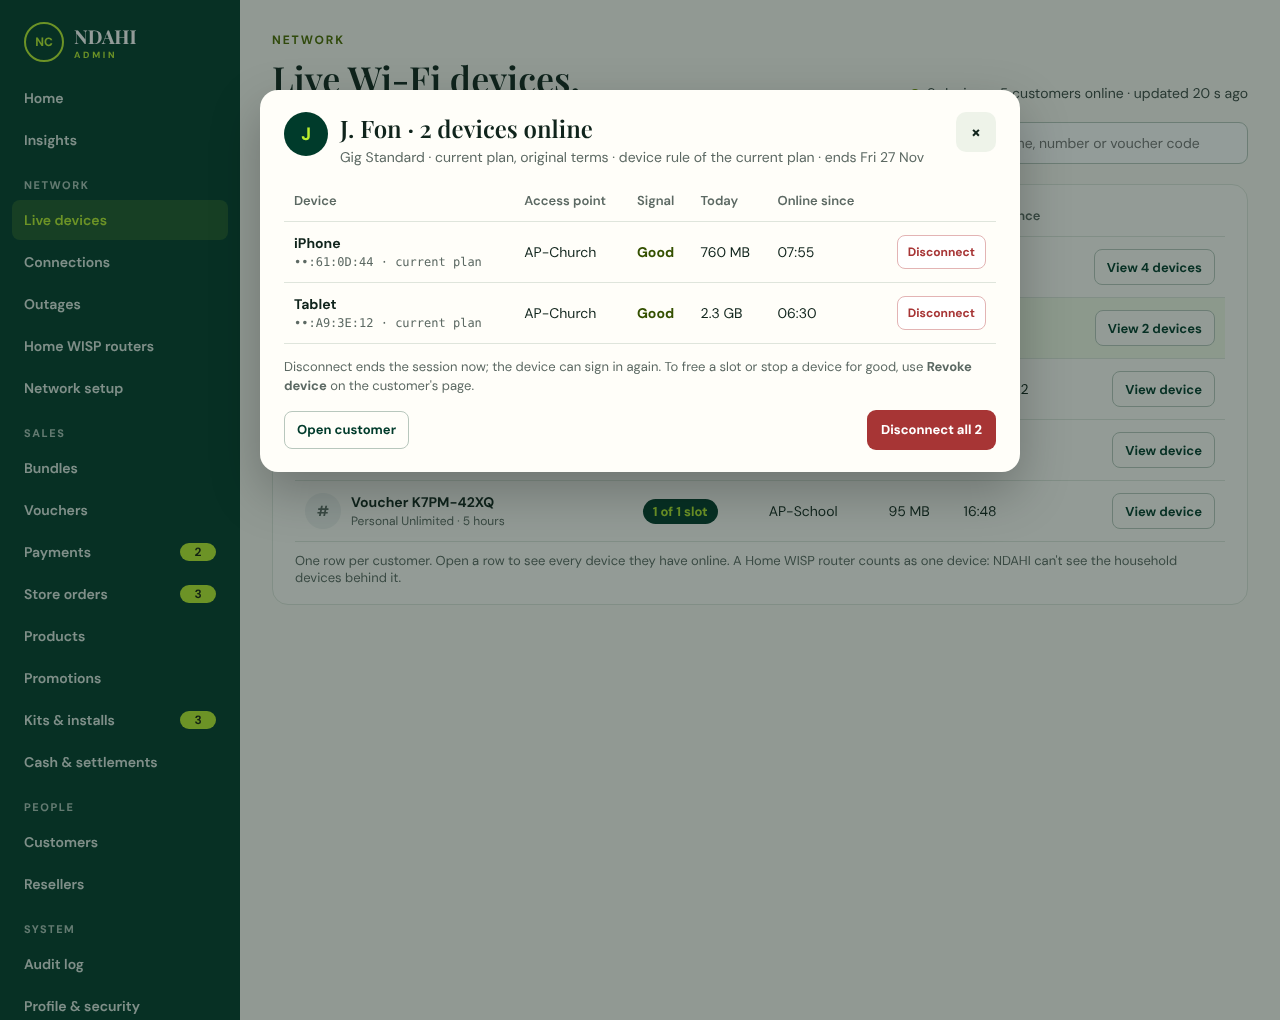 NC
NDAHI
ADMIN
Home
Insights
NETWORK
Live devices
Connections
Outages
Home WISP routers
Network setup
SALES
Bundles
Vouchers
Payments 2
Store orders 3
Products
Promotions
Kits & installs 3
Cash & settlements
PEOPLE
Customers
Resellers
SYSTEM
Audit log
Profile & security
NETWORK
Live Wi-Fi devices.
customers online · updated 20 s ago
number or voucher code
View 4 devices
View 2 devices
View device
View device
J
J. Fon · 2 devices online
×
Gig Standard · current plan, original terms · device rule of the current plan · ends Fri 27 Nov
Device Access point Signal Today Online since
iPhone
••:61:0D:44 · current plan
AP-Church Good 760 MB 07:55 Disconnect
Tablet
••:A9:3E:12 · current plan
AP-Church Good 2.3 GB 06:30 Disconnect
Disconnect ends the session now; the device can sign in again. To free a slot or stop a device for good, use Revoke
device on the customer's page.
Open customer Disconnect all 2
# Voucher K7PM-42XQ
Personal Unlimited · 5 hours
1 of 1 slot AP-School 95 MB 16:48 View device
One row per customer. Open a row to see every device they have online. A Home WISP router counts as one device: NDAHI can't see the household
devices behind it.